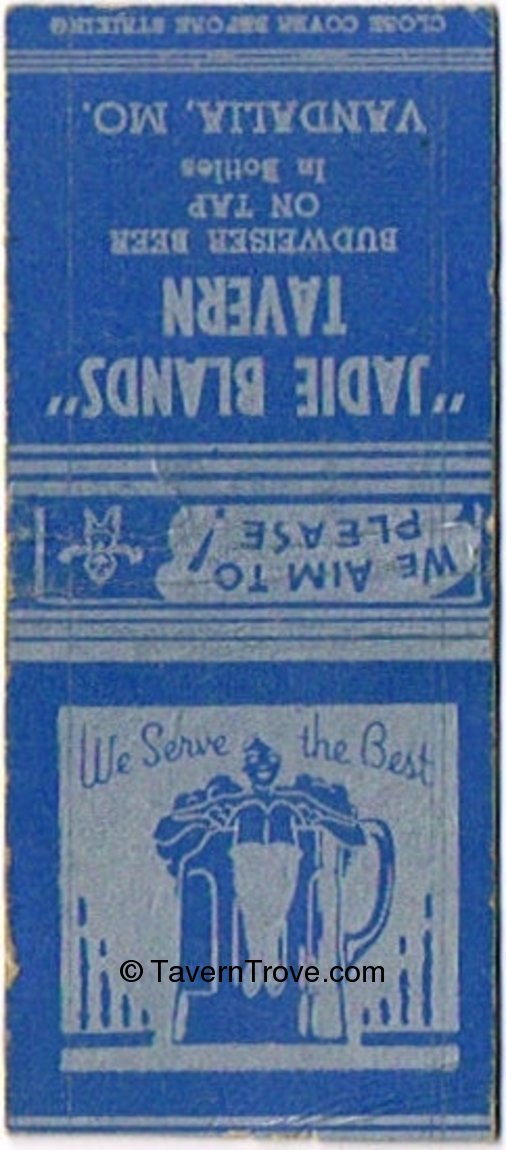 "JADIE BLANDS"
TAVERN
BUDWEISER BEER
ON TAP
In Bottles
VANDALIA, MO.
CLOSE COVER BEFORE STRIKING
WE AIM TO
PLEASE!
We Serve the Best
© TavernTrove.com